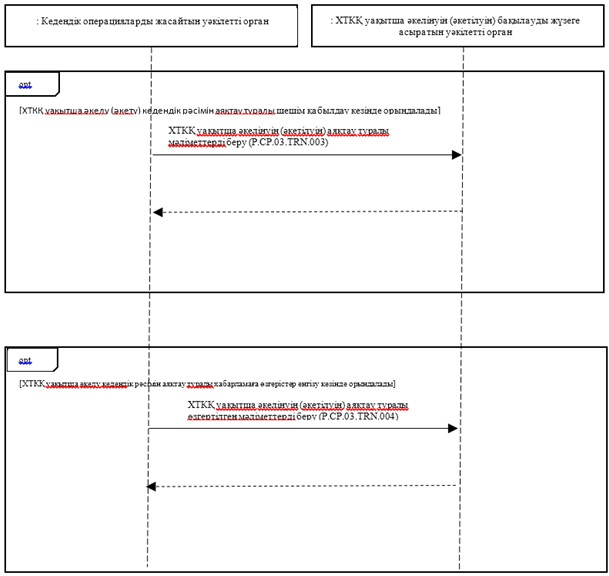 : Кедендік операцияларды жасайтын уәкілетті орган
: ХТКҚ уақытша әкелінуін (әкетілуін) бақылауды жүзеге
асыратын уәкілетті орган
opt
[ХТКҚ уақытша әкелу (әкету) кедендік рәсімін аяқтау туралы шешім қабылдау кезінде орындалады]
ХТКҚ уақытша әкелінуін (әкетілуін) аяқтау туралы
мәліметтерді беру (P.CP.03.TRN.003)
opt
[ХТКҚ уақытша әкелу кедендік рәсімін аяқтау туралы хабарламаға өзгерістер енгізу кезінде орындалады]
ХТКҚ уақытша әкелінуін (әкетілуін) аяқтау туралы
өзгертілген мәліметтерді беру (P.CP.03.TRN.004)